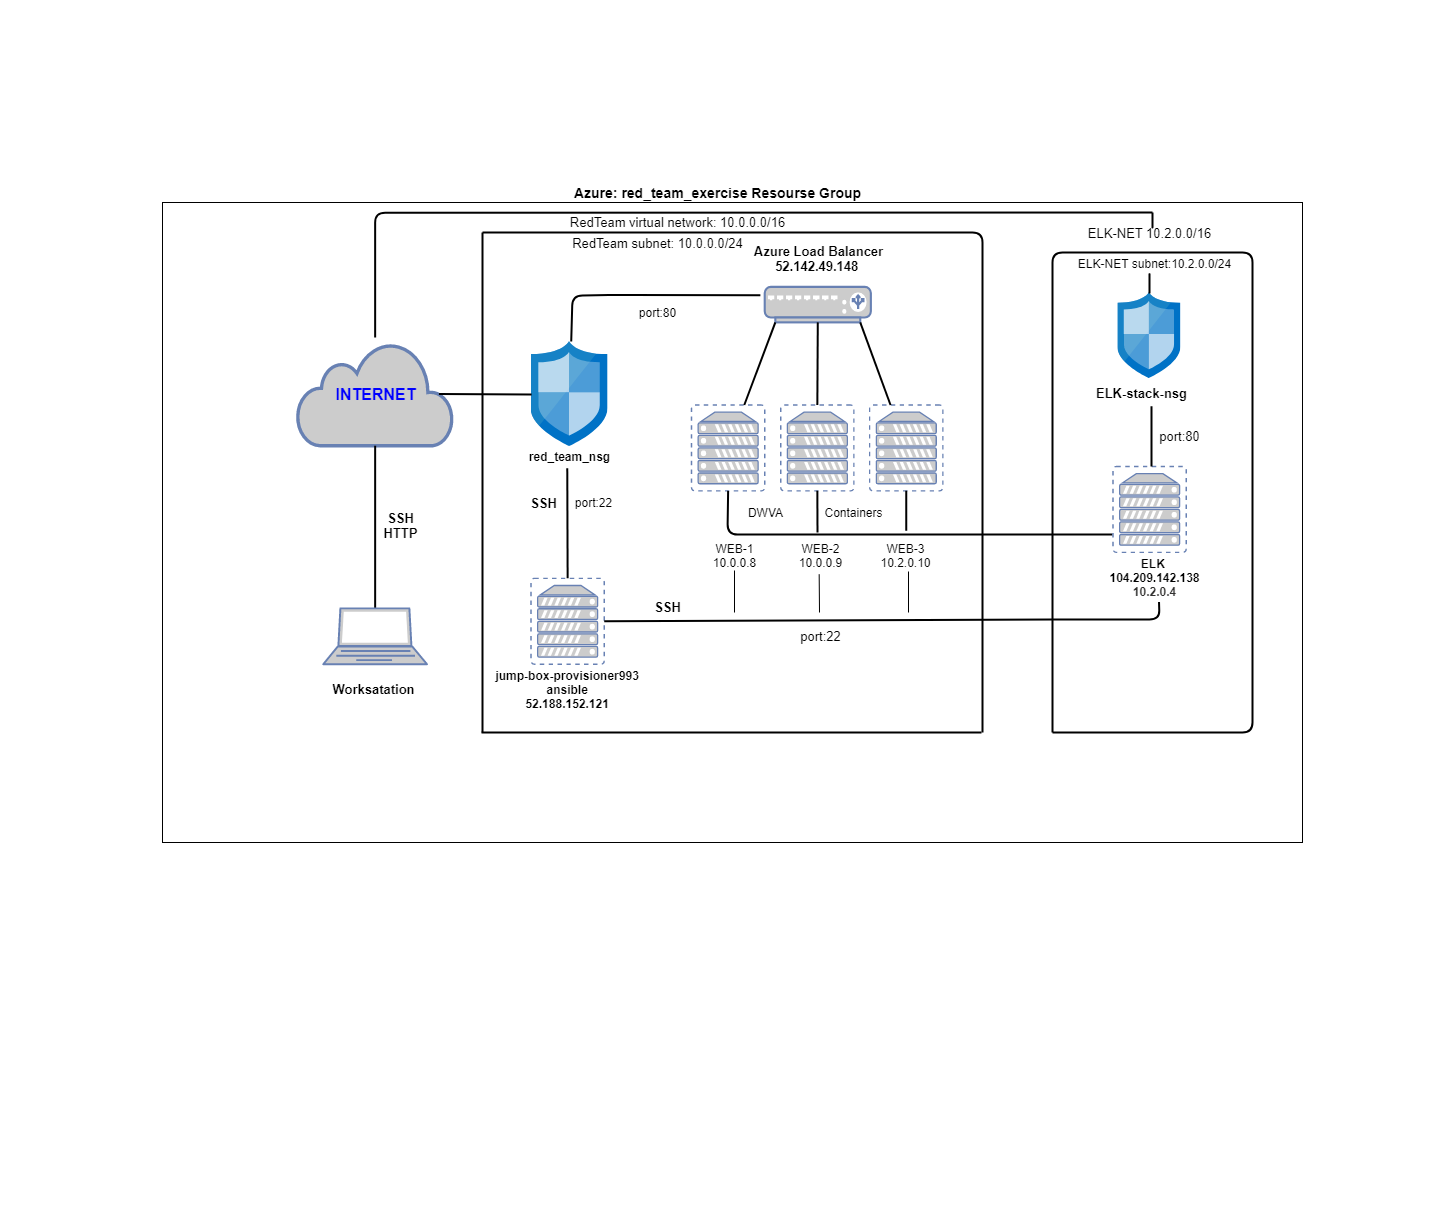 Azure: red_team_exercise Resourse Group
RedTeam virtual network: 10.0.0.0/16
RedTeam subnet: 10.0.0.0/24
Azure Load Balancer
52.142.49.148
ELK-NET 10.2.0.0/16
ELK-NET subnet:10.2.0.0/24
port:80
INTERNET
ELK-stack-nsg
port:80
red_team_nsg
SSH
port:22
DWVA
Containers
SSH
HTTP
WEB-1
10.0.0.8
WEB-2
10.0.0.9
WEB-3
10.2.0.10
ELK
104.209.142.138
10.2.0.4
SSH
port:22
jump-box-provisioner993
ansible
52.188.152.121
Worksatation